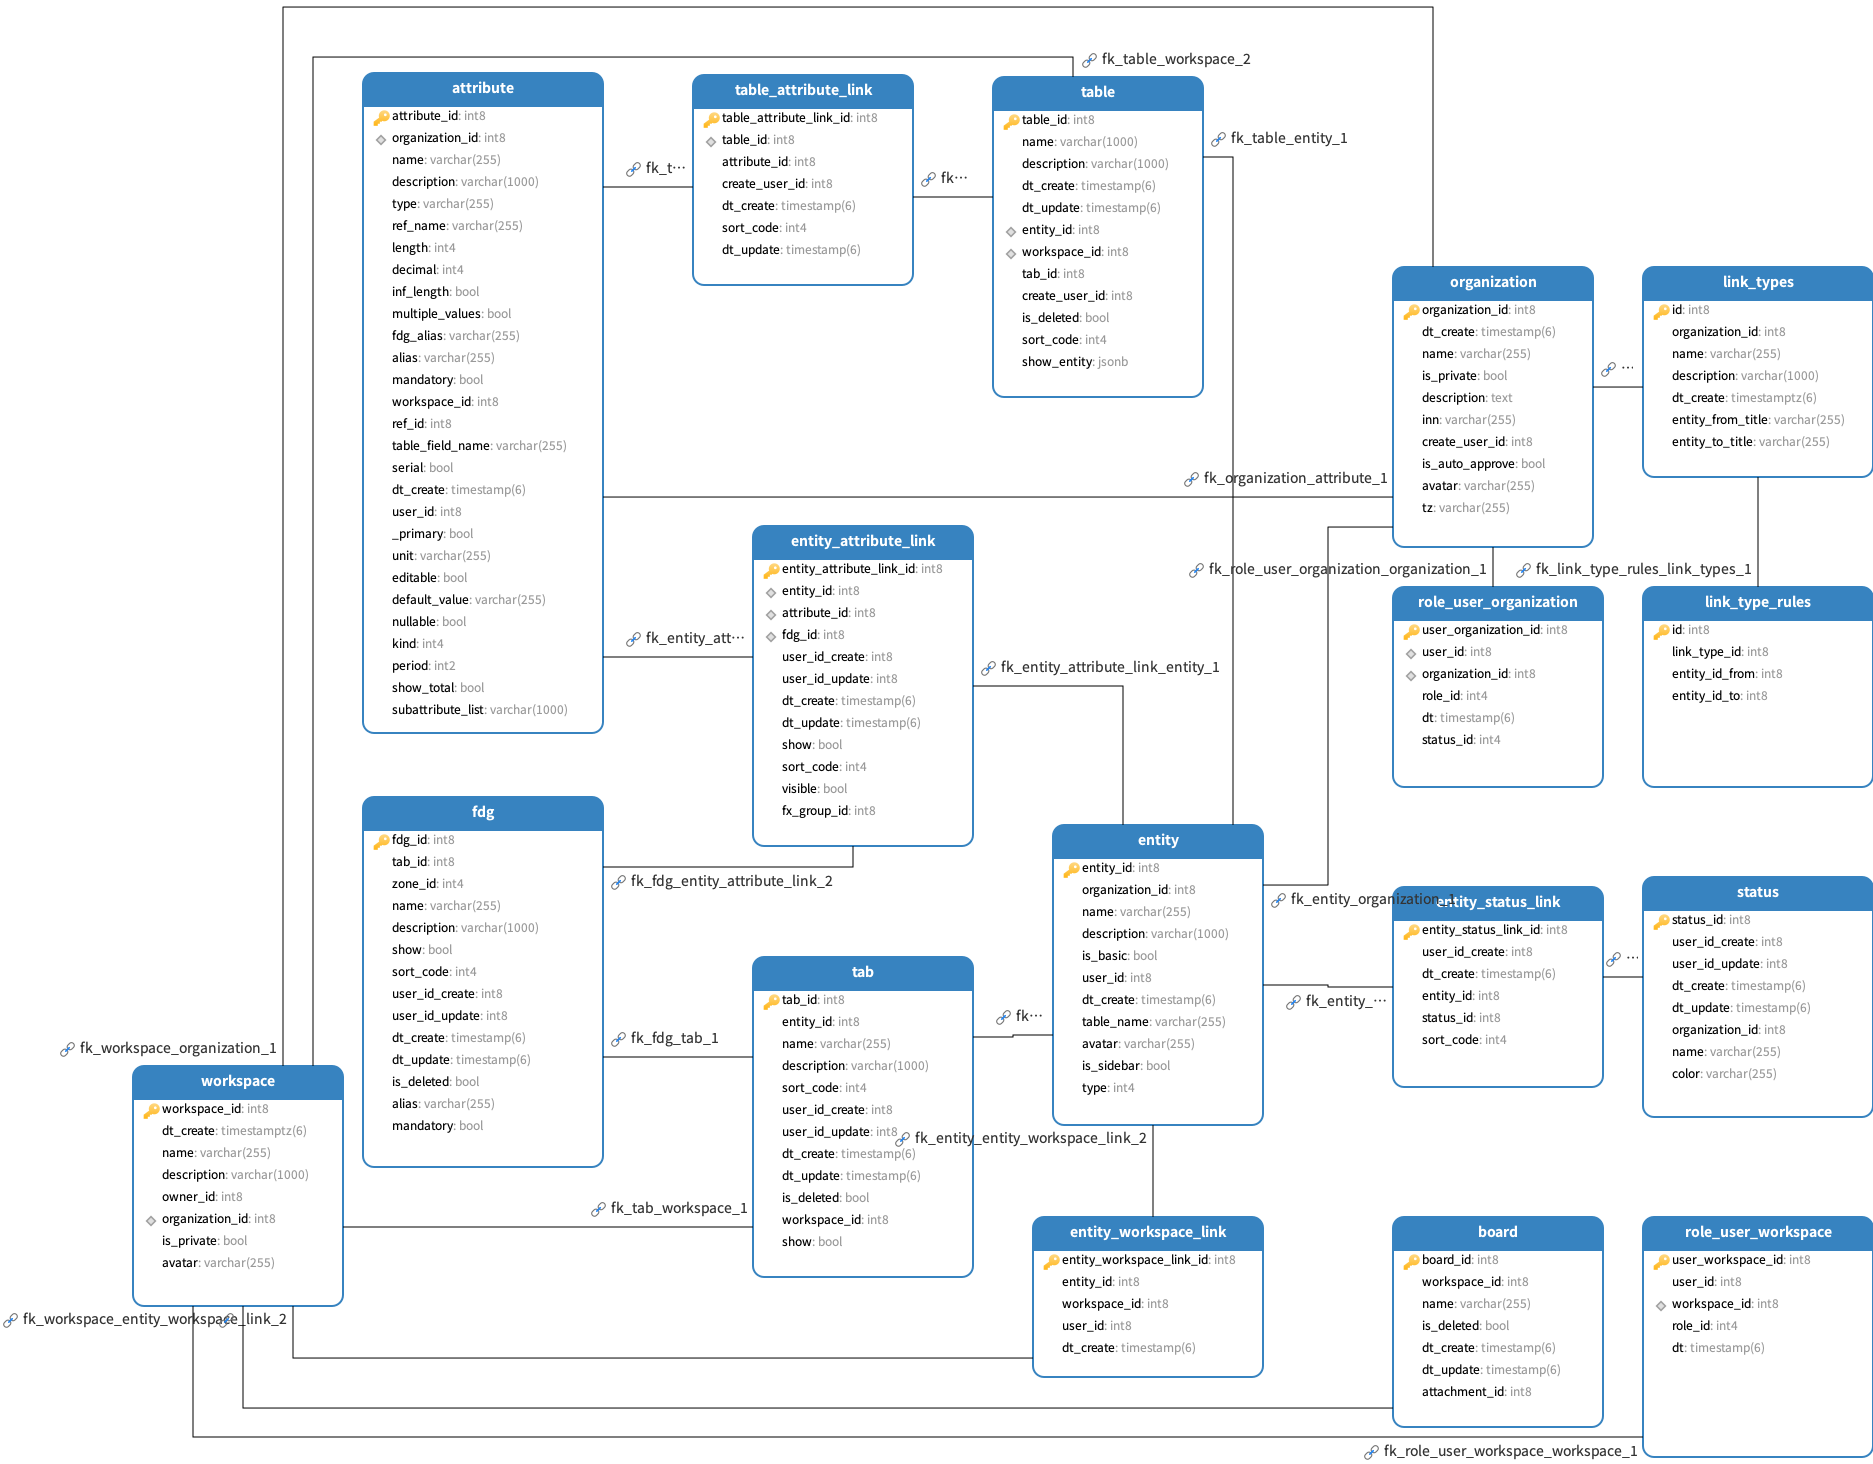 fk_table_workspace_2
attribute
attribute_id: int8
organization_id: int8
name: varchar(255)
description: varchar(1000)
type: varchar(255)
ref_name: varchar(255)
length: int4
decimal: int4
inf_length: bool
multiple_values: bool
fdg_alias: varchar(255)
alias: varchar(255)
mandatory: bool
workspace_id: int8
ref_id: int8
table_field_name: varchar(255)
serial: bool
dt_create: timestamp(6)
user_id: int8
_primary: bool
unit: varchar(255)
editable: bool
default_value: varchar(255)
nullable: bool
kind: int4
period: int2
show_total: bool
subattribute_list: varchar(1000)
fk_t···
table_attribute_link
table_attribute_link_id: int8
table_id: int8
attribute_id: int8
create_user_id: int8
dt_create: timestamp(6)
sort_code: int4
dt_update: timestamp(6)
fk···
table
table_id: int8
name: varchar(1000)
description: varchar(1000)
dt_create: timestamp(6)
dt_update: timestamp(6)
entity_id: int8
workspace_id: int8
tab_id: int8
create_user_id: int8
is_deleted: bool
sort_code: int4
show_entity: jsonb
fk_table_entity_1
organization
organization_id: int8
dt_create: timestamp(6)
name: varchar(255)
is_private: bool
description: text
inn: varchar(255)
create_user_id: int8
is_auto_approve: bool
avatar: varchar(255)
tz: varchar(255)
···
link_types
id: int8
organization_id: int8
name: varchar(255)
description: varchar(1000)
dt_create: timestamptz(6)
entity_from_title: varchar(255)
entity_to_title: varchar(255)
fk_organization_attribute_1
fk_role_user_organization_organization_1
fk_link_type_rules_link_types_1
role_user_organization
user_organization_id: int8
user_id: int8
organization_id: int8
role_id: int4
dt: timestamp(6)
status_id: int4
link_type_rules
id: int8
link_type_id: int8
entity_id_from: int8
entity_id_to: int8
fk_entity_att···
entity_attribute_link
entity_attribute_link_id: int8
entity_id: int8
attribute_id: int8
fdg_id: int8
user_id_create: int8
user_id_update: int8
dt_create: timestamp(6)
dt_update: timestamp(6)
show: bool
sort_code: int4
visible: bool
fx_group_id: int8
fk_entity_attribute_link_entity_1
fdg
fdg_id: int8
tab_id: int8
zone_id: int4
name: varchar(255)
description: varchar(1000)
show: bool
sort_code: int4
user_id_create: int8
user_id_update: int8
dt_create: timestamp(6)
dt_update: timestamp(6)
is_deleted: bool
alias: varchar(255)
mandatory: bool
fk_fdg_entity_attribute_link_2
fk_fdg_tab_1
tab
tab_id: int8
entity_id: int8
name: varchar(255)
description: varchar(1000)
sort_code: int4
user_id_create: int8
user_id_update: int8
dt_create: timestamp(6)
dt_update: timestamp(6)
is_deleted: bool
workspace_id: int8
show: bool
fk···
entity
entity_id: int8
organization_id: int8
name: varchar(255)
description: varchar(1000)
is_basic: bool
user_id: int8
dt_create: timestamp(6)
table_name: varchar(255)
avatar: varchar(255)
is_sidebar: bool
type: int4
fk_entity_organization_1
fk_entity_···
entity_status_link
entity_status_link_id: int8
user_id_create: int8
dt_create: timestamp(6)
entity_id: int8
status_id: int8
sort_code: int4
···
status
status_id: int8
user_id_create: int8
user_id_update: int8
dt_create: timestamp(6)
dt_update: timestamp(6)
organization_id: int8
name: varchar(255)
color: varchar(255)
fk_workspace_organization_1
workspace
workspace_id: int8
dt_create: timestamptz(6)
name: varchar(255)
description: varchar(1000)
owner_id: int8
organization_id: int8
is_private: bool
avatar: varchar(255)
fk_tab_workspace_1
fk_entity_entity_workspace_link_2
fk_workspace_entity_workspace_link_2
entity_workspace_link
entity_workspace_link_id: int8
entity_id: int8
workspace_id: int8
user_id: int8
dt_create: timestamp(6)
board
board_id: int8
workspace_id: int8
name: varchar(255)
is_deleted: bool
dt_create: timestamp(6)
dt_update: timestamp(6)
attachment_id: int8
role_user_workspace
user_workspace_id: int8
user_id: int8
workspace_id: int8
role_id: int4
dt: timestamp(6)
fk_role_user_workspace_workspace_1